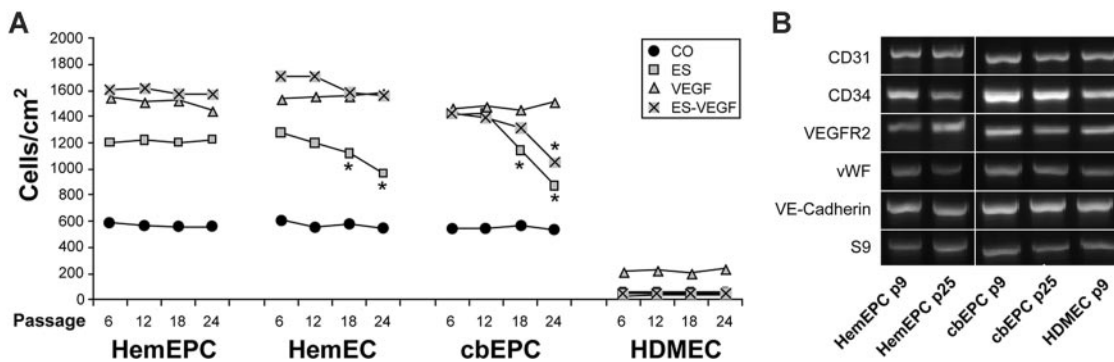 A
Cells/cm2
2000
1800
1600
1400
1200
1000
800
600
400
200
0
CO
ES
VEGF
ES-VEGF
*
*
*
*
*
Passage 6 12 18 24 6 12 18 24 6 12 18 24 6 12 18 24
HemEPC HemEC cbEPC HDMEC
B
CD31
CD34
VEGFR2
vWF
VE-Cadherin
S9
HemEPC p9
HemEPC p25
cbEPC p9
cbEPC p25
HDMEC p9